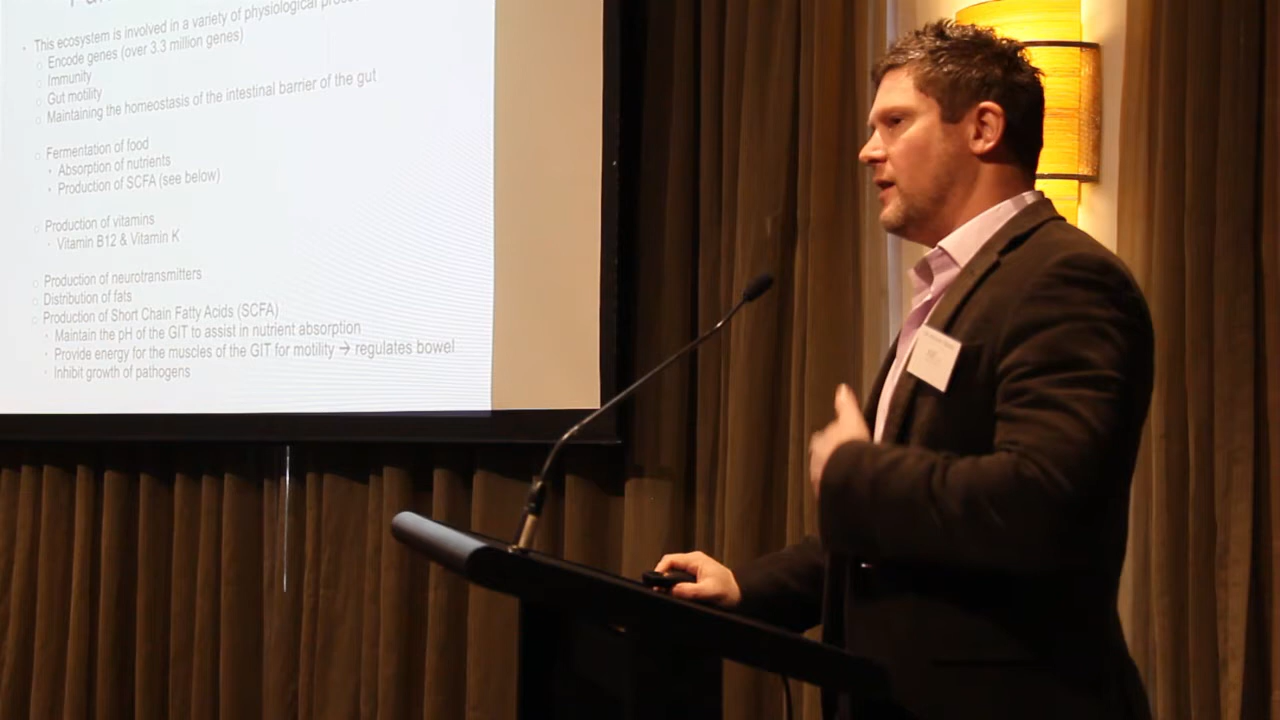 This ecosystem is involved in a variety of physiological
Encode genes (over 3.3 million genes)
Immunity
Gut motility
Maintaining the homeostasis of the intestinal barrier of the gut
Fermentation of food
Absorption of nutrients
Production of SCFA (see below)
Production of vitamins
Vitamin B12 & Vitamin K
Production of neurotransmitters
Distribution of fats
Production of Short Chain Fatty Acids (SCFA)
Maintain the pH of the GIT to assist in nutrient absorption
Provide energy for the muscles of the GIT for motility → regulates bowel
Inhibit growth of pathogens